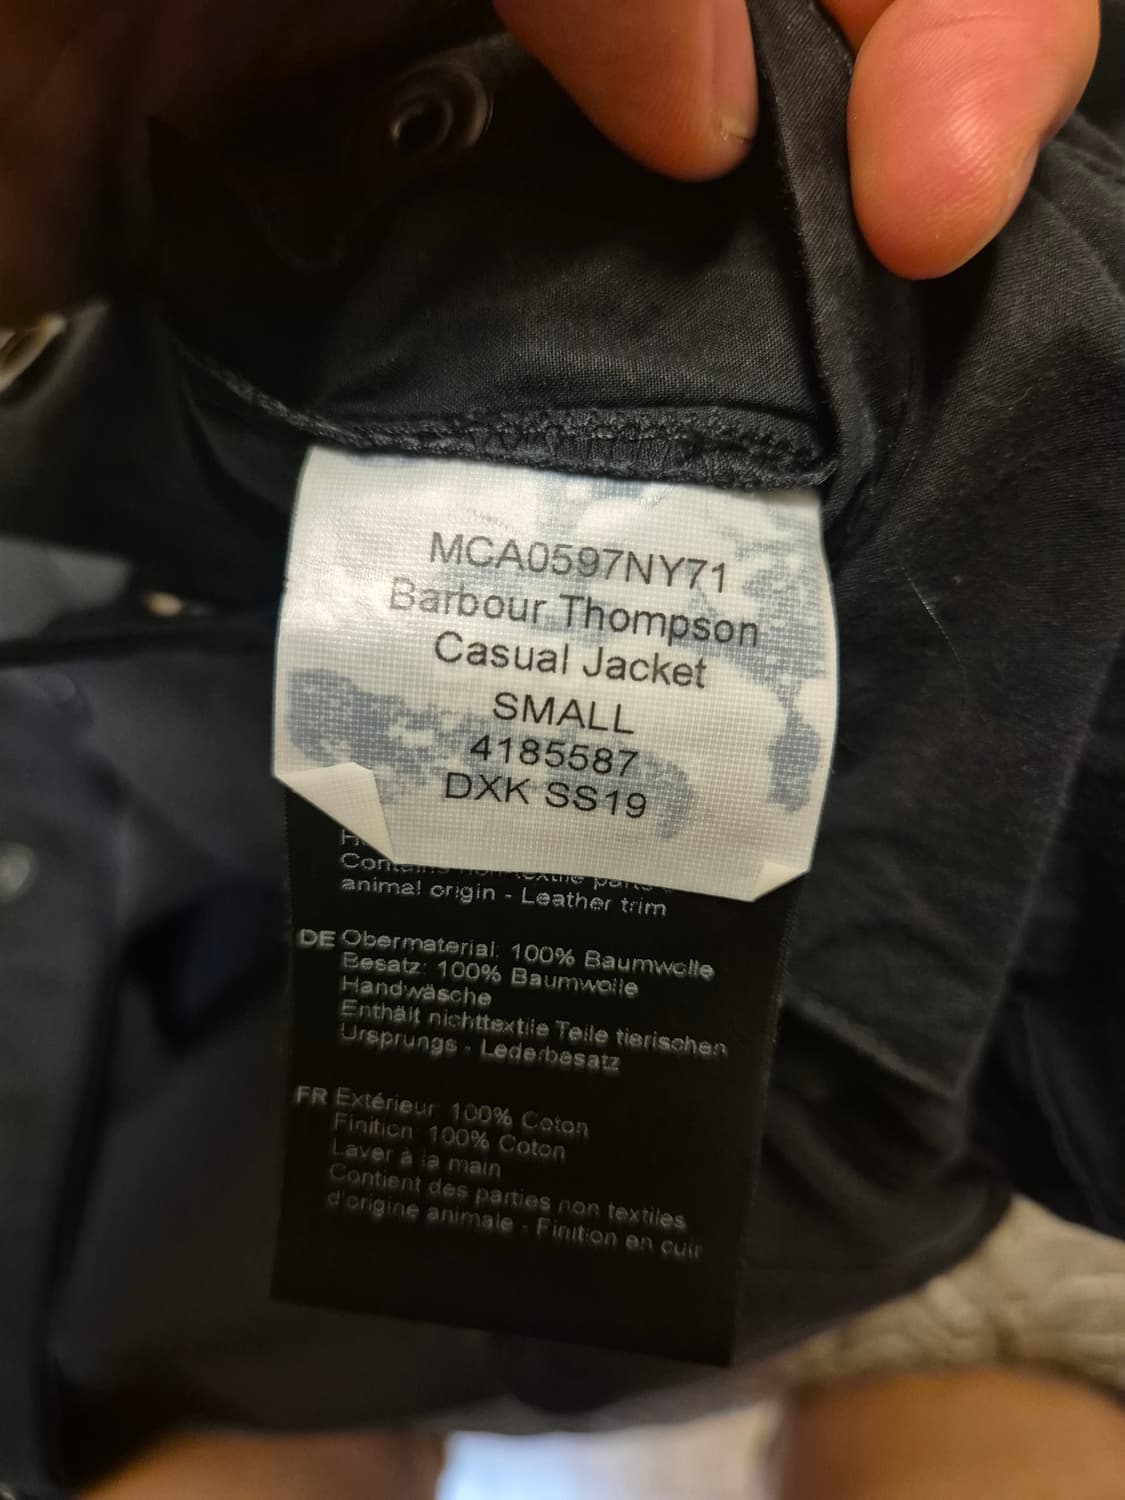 MCA0597NY71
Barbour Thompson
Casual Jacket
SMALL
4185587
DXK SS19
animal origin - Leather trim
DE Obermaterial: 100% Baumwolle
Besatz: 100% Baumwolle
Handwäsche
Enthält nichttextile Teile tierischen
Ursprungs - Lederbesatz
FR Extérieur: 100% Coton
Finition: 100% Coton
Laver à la main
Contient des parties non textiles
d'origine animale - Finition en cuir